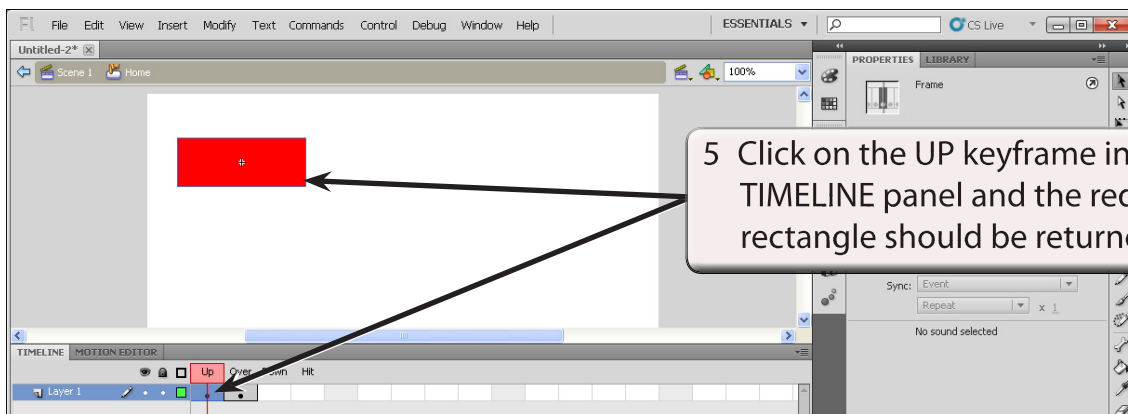 Fl File Edit View Insert Modify Text Commands Control Debug Window Help ESSENTIALS CS Live
Untitled-2*
Scene 1 Home 100%
PROPERTIES LIBRARY
Frame
5 Click on the UP keyframe in
TIMELINE panel and the
rectangle should be
Sync: Event
Repeat x 1
No sound selected
TIMELINE MOTION EDITOR
Up Over Down Hit
Layer 1